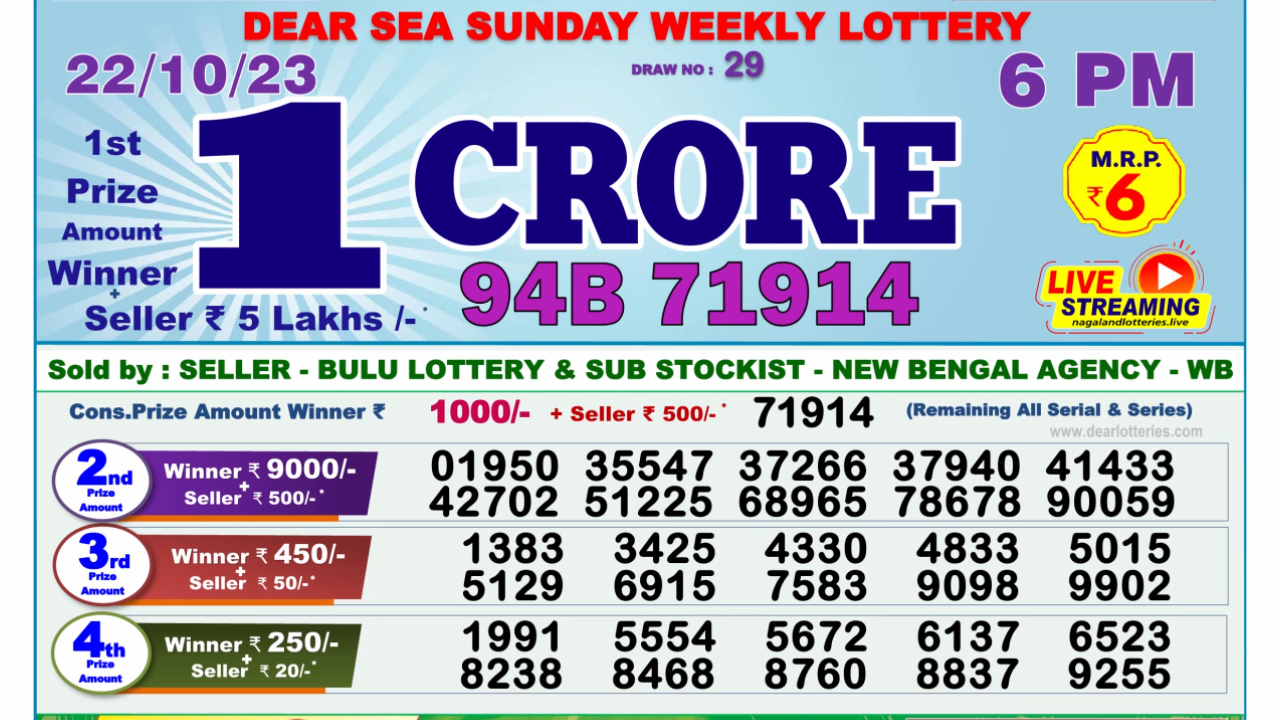 DEAR SEA SUNDAY WEEKLY LOTTERY
22/10/23
DRAW NO : 29
6 PM
1st
Prize
Amount
Winner
+
Seller ₹ 5 Lakhs /- *
1 CRORE
94B 71914
M.R.P.
₹6
LIVE
STREAMING
nagalandlotteries.live
Sold by : SELLER - BULU LOTTERY & SUB STOCKIST - NEW BENGAL AGENCY - WB
Cons.Prize Amount Winner ₹ 1000/- + Seller ₹ 500/- * 71914 (Remaining All Serial & Series)
www.dearlotteries.com
2nd
Prize
Amount
Winner ₹ 9000/-
+
Seller ₹ 500/- *
01950 35547 37266 37940 41433
42702 51225 68965 78678 90059
3rd
Prize
Amount
Winner ₹ 450/-
+
Seller ₹ 50/- *
1383 3425 4330 4833 5015
5129 6915 7583 9098 9902
4th
Prize
Amount
Winner ₹ 250/-
+
Seller ₹ 20/- *
1991 5554 5672 6137 6523
8238 8468 8760 8837 9255